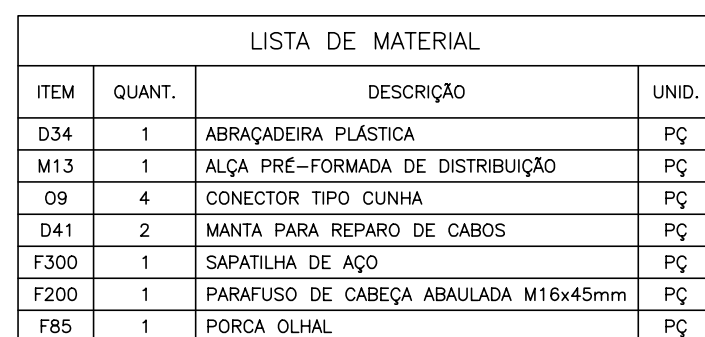 LISTA DE MATERIAL
ITEM QUANT. DESCRIÇÃO UNID.
D34 1 ABRAÇADEIRA PLÁSTICA PÇ
M13 1 ALÇA PRÉ-FORMADA DE DISTRIBUIÇÃO PÇ
O9 4 CONECTOR TIPO CUNHA PÇ
D41 2 MANTA PARA REPARO DE CABOS PÇ
F300 1 SAPATILHA DE AÇO PÇ
F200 1 PARAFUSO DE CABEÇA ABAULADA M16x45mm PÇ
F85 1 PORCA OLHAL PÇ